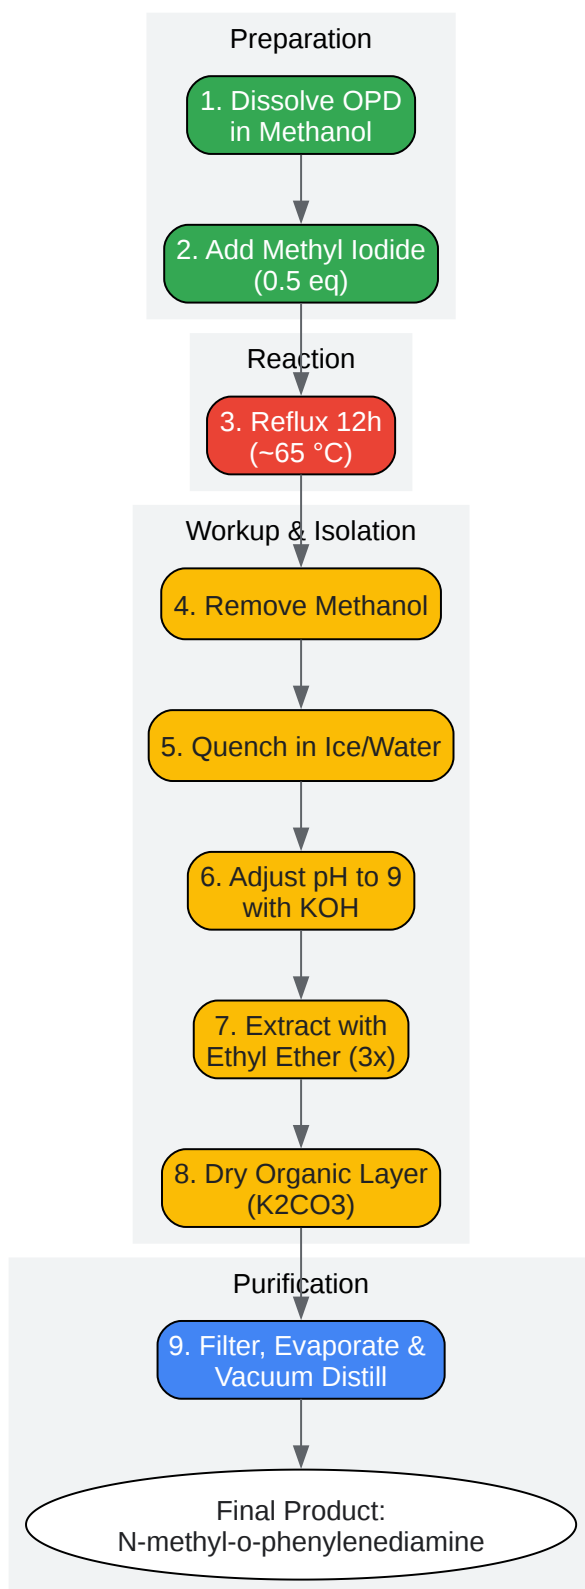 Preparation
1. Dissolve OPD
in Methanol
2. Add Methyl Iodide
(0.5 eq)
Reaction
3. Reflux 12h
(~65 °C)
Workup & Isolation
4. Remove Methanol
5. Quench in Ice/Water
6. Adjust pH to 9
with KOH
7. Extract with
Ethyl Ether (3x)
8. Dry Organic Layer
(K2CO3)
Purification
9. Filter, Evaporate &
Vacuum Distill
Final Product:
N-methyl-o-phenylenediamine